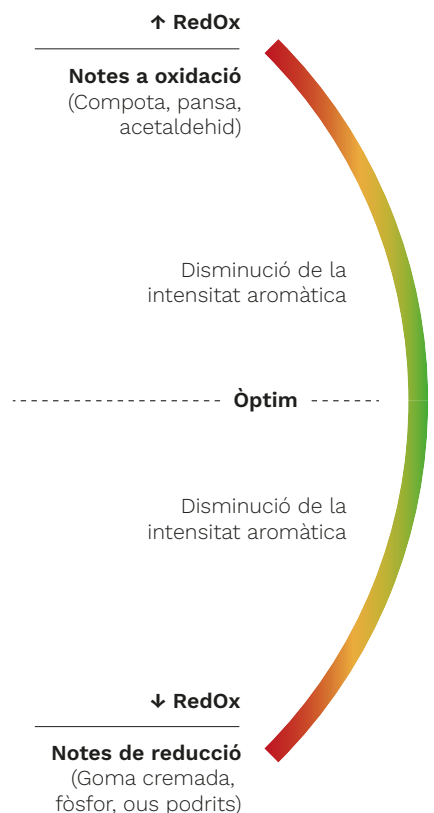 ↑ RedOx
Notes a oxidació
(Compota, pansa,
acetaldehid)
Disminució de la
intensitat aromàtica
Òptim
Disminució de la
intensitat aromàtica
↓ RedOx
Notes de reducció
(Goma cremada,
fòsfor, ous podrits)